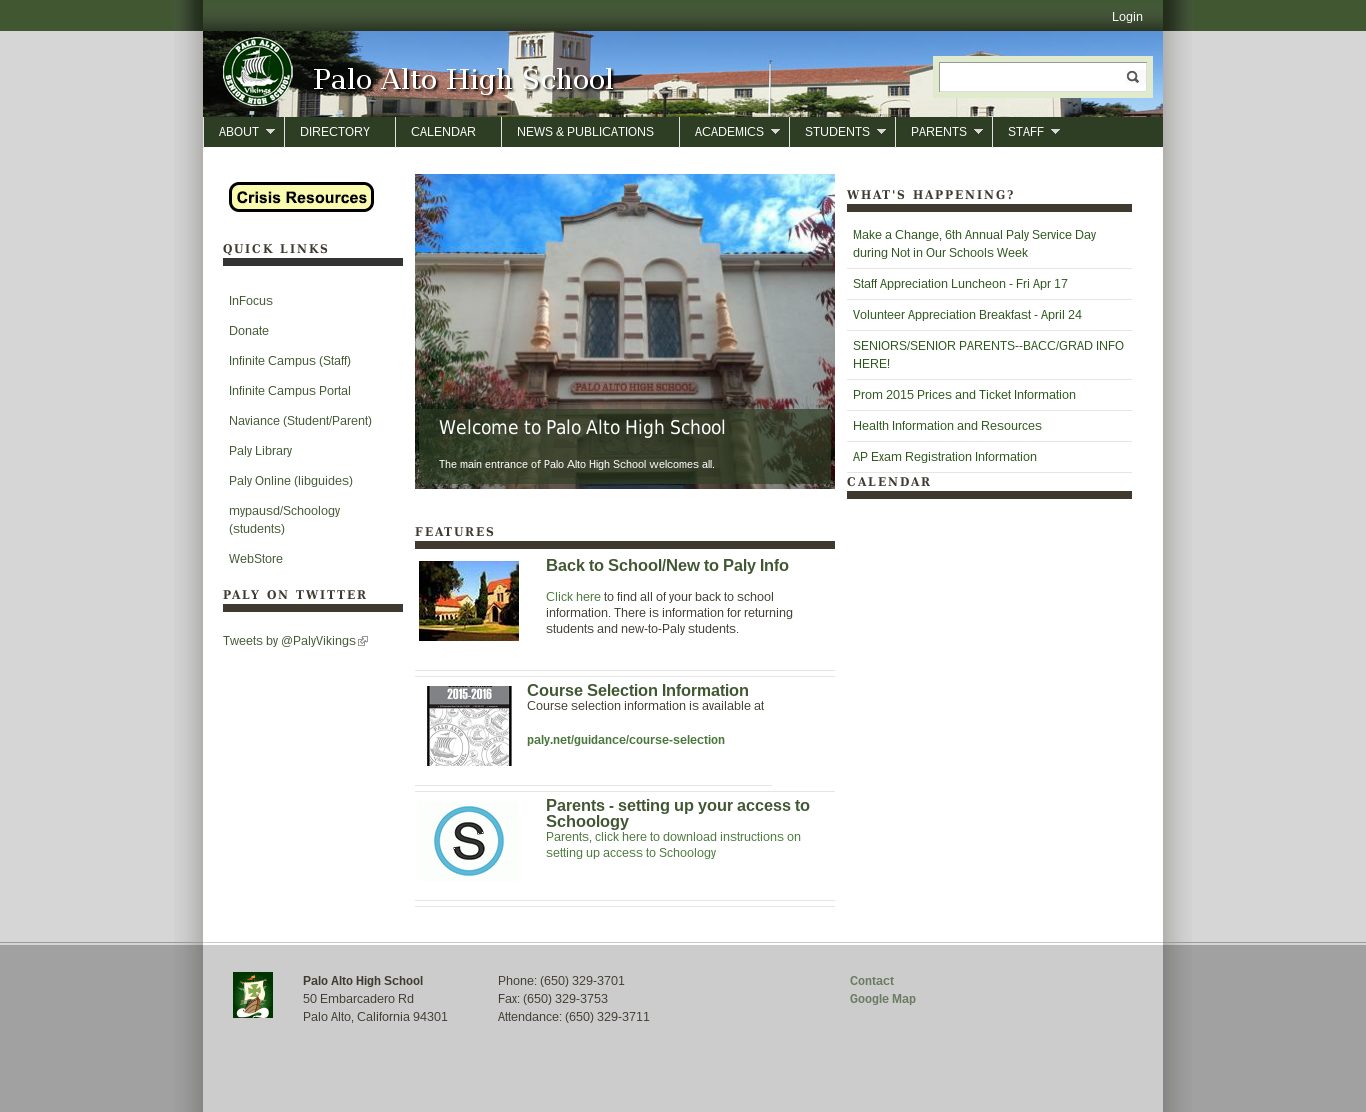 Login
PALO ALTO
Vikings
SENIOR HIGH SCHOOL
Palo Alto High School
ABOUT
DIRECTORY
CALENDAR
NEWS & PUBLICATIONS
ACADEMICS
STUDENTS
PARENTS
STAFF
Crisis Resources
QUICK LINKS
InFocus
Donate
Infinite Campus (Staff)
Infinite Campus Portal
Naviance (Student/Parent)
Paly Library
Paly Online (libguides)
mypausd/Schoology
(students)
WebStore
PALY ON TWITTER
Tweets by @PalyVikings
PALO ALTO HIGH SCHOOL
Welcome to Palo Alto High School
The main entrance of Palo Alto High School welcomes all.
FEATURES
Back to School/New to Paly Info
Click here to find all of your back to school
information. There is information for returning
students and new-to-Paly students.
2015-2016
Course Selection Information
Course selection information is available at
paly.net/guidance/course-selection
S
Parents - setting up your access to
Schoology
Parents, click here to download instructions on
setting up access to Schoology
WHAT'S HAPPENING?
Make a Change, 6th Annual Paly Service Day
during Not in Our Schools Week
Staff Appreciation Luncheon - Fri Apr 17
Volunteer Appreciation Breakfast - April 24
SENIORS/SENIOR PARENTS--BACC/GRAD INFO
HERE!
Prom 2015 Prices and Ticket Information
Health Information and Resources
AP Exam Registration Information
CALENDAR
Palo Alto High School
50 Embarcadero Rd
Palo Alto, California 94301
Phone: (650) 329-3701
Fax: (650) 329-3753
Attendance: (650) 329-3711
Contact
Google Map